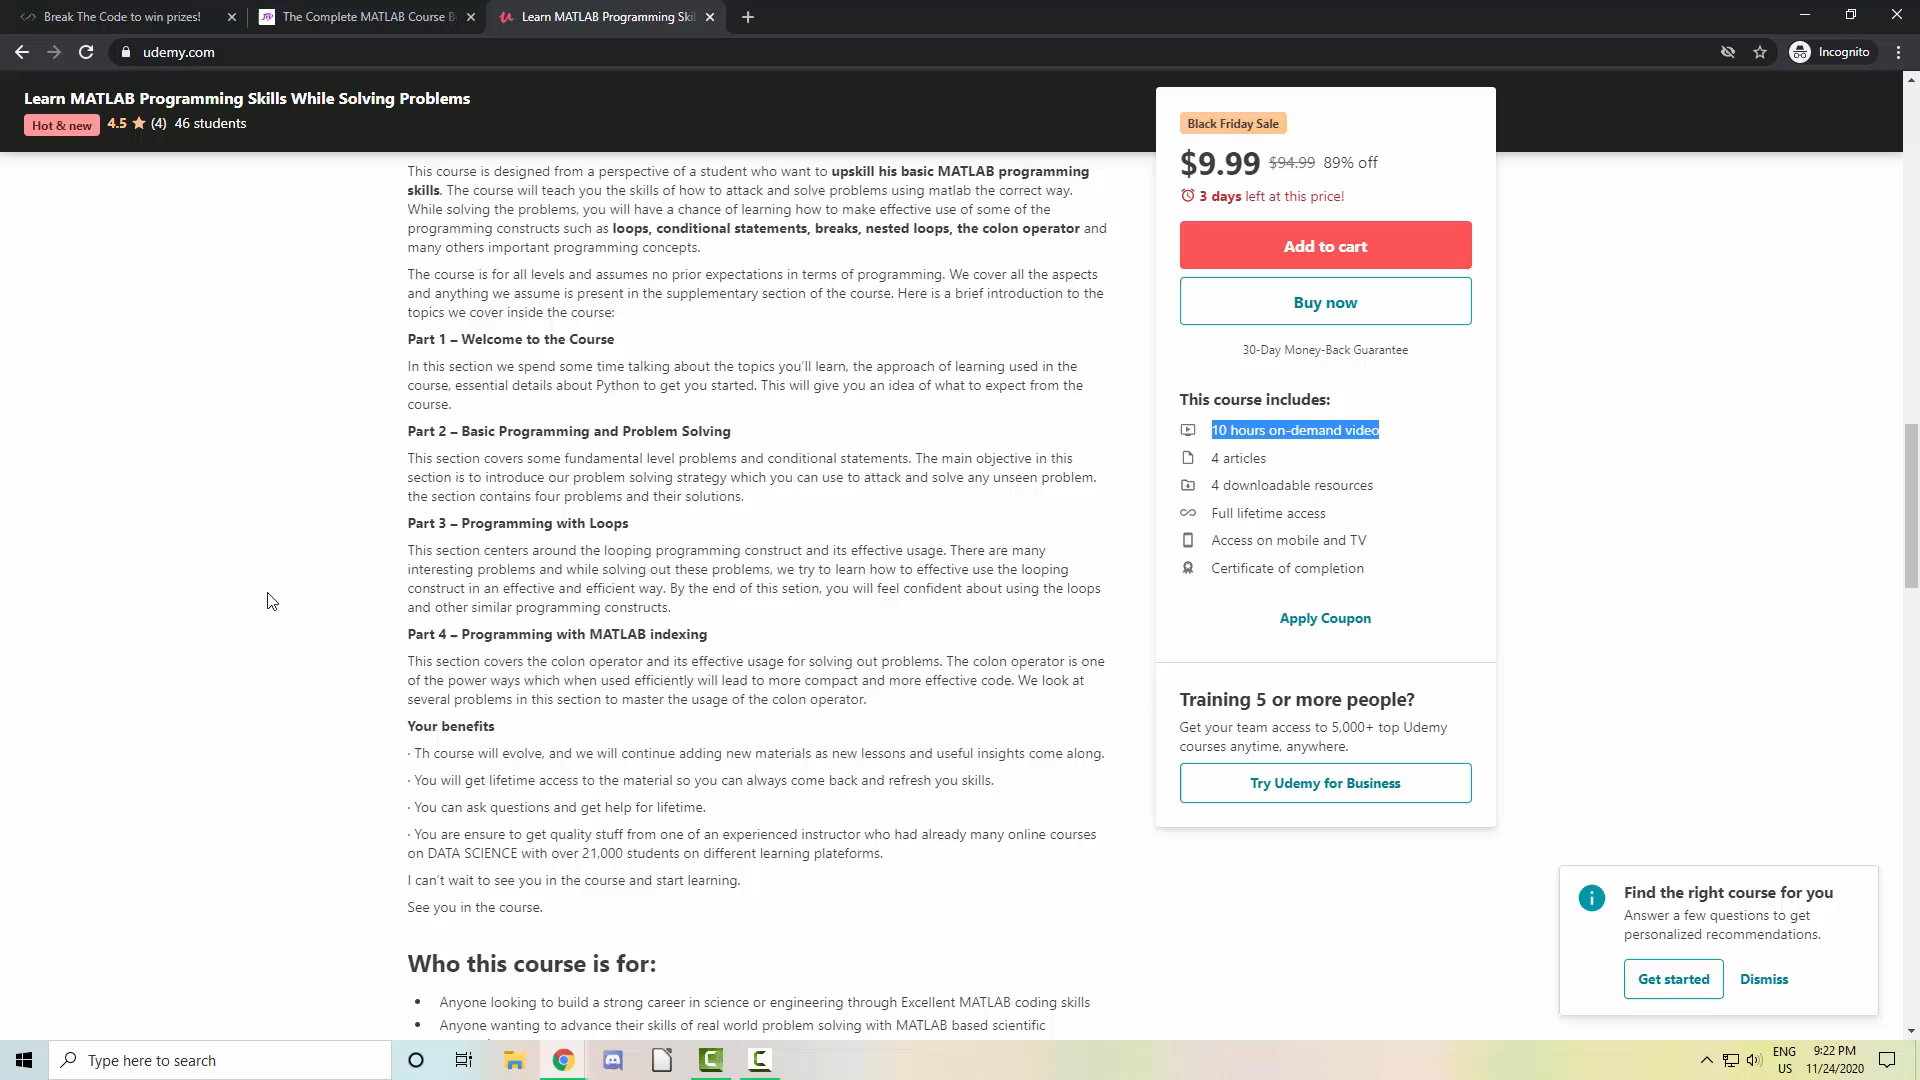 Break The Code to win prizes!
The Complete MATLAB Course B
Learn MATLAB Programming Ski
udemy.com
Incognito
Learn MATLAB Programming Skills While Solving Problems
Hot & new 4.5 (4) 46 students
This course is designed from a perspective of a student who want to upskill his basic MATLAB programming
skills. The course will teach you the skills of how to attack and solve problems using matlab the correct way.
While solving the problems, you will have a chance of learning how to make effective use of some of the
programming constructs such as loops, conditional statements, breaks, nested loops, the colon operator and
many others important programming concepts.
The course is for all levels and assumes no prior expectations in terms of programming. We cover all the aspects
and anything we assume is present in the supplementary section of the course. Here is a brief introduction to the
topics we cover inside the course:
Part 1 – Welcome to the Course
In this section we spend some time talking about the topics you’ll learn, the approach of learning used in the
course, essential details about Python to get you started. This will give you an idea of what to expect from the
course.
Part 2 – Basic Programming and Problem Solving
This section covers some fundamental level problems and conditional statements. The main objective in this
section is to introduce our problem solving strategy which you can use to attack and solve any unseen problem.
the section contains four problems and their solutions.
Part 3 – Programming with Loops
This section centers around the looping programming construct and its effective usage. There are many
interesting problems and while solving out these problems, we try to learn how to effective use the looping
construct in an effective and efficient way. By the end of this setion, you will feel confident about using the loops
and other similar programming constructs.
Part 4 – Programming with MATLAB indexing
This section covers the colon operator and its effective usage for solving out problems. The colon operator is one
of the power ways which when used efficiently will lead to more compact and more effective code. We look at
several problems in this section to master the usage of the colon operator.
Your benefits
· Th course will evolve, and we will continue adding new materials as new lessons and useful insights come along.
· You will get lifetime access to the material so you can always come back and refresh you skills.
· You can ask questions and get help for lifetime.
· You are ensure to get quality stuff from one of an experienced instructor who had already many online courses
on DATA SCIENCE with over 21,000 students on different learning plateforms.
I can’t wait to see you in the course and start learning.
See you in the course.
Who this course is for:
• Anyone looking to build a strong career in science or engineering through Excellent MATLAB coding skills
• Anyone wanting to advance their skills of real world problem solving with MATLAB based scientific
Black Friday Sale
$9.99 $94.99 89% off
3 days left at this price!
Add to cart
Buy now
30-Day Money-Back Guarantee
This course includes:
10 hours on-demand video
4 articles
4 downloadable resources
Full lifetime access
Access on mobile and TV
Certificate of completion
Apply Coupon
Training 5 or more people?
Get your team access to 5,000+ top Udemy
courses anytime, anywhere.
Try Udemy for Business
Find the right course for you
Answer a few questions to get
personalized recommendations.
Get started Dismiss
Type here to search
ENG
US
9:22 PM
11/24/2020